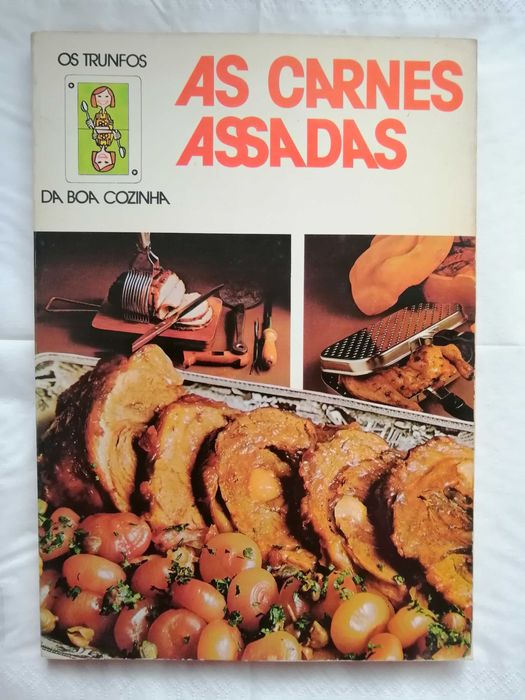 OS TRUNFOS
DA BOA COZINHA
AS CARNES
ASSADAS